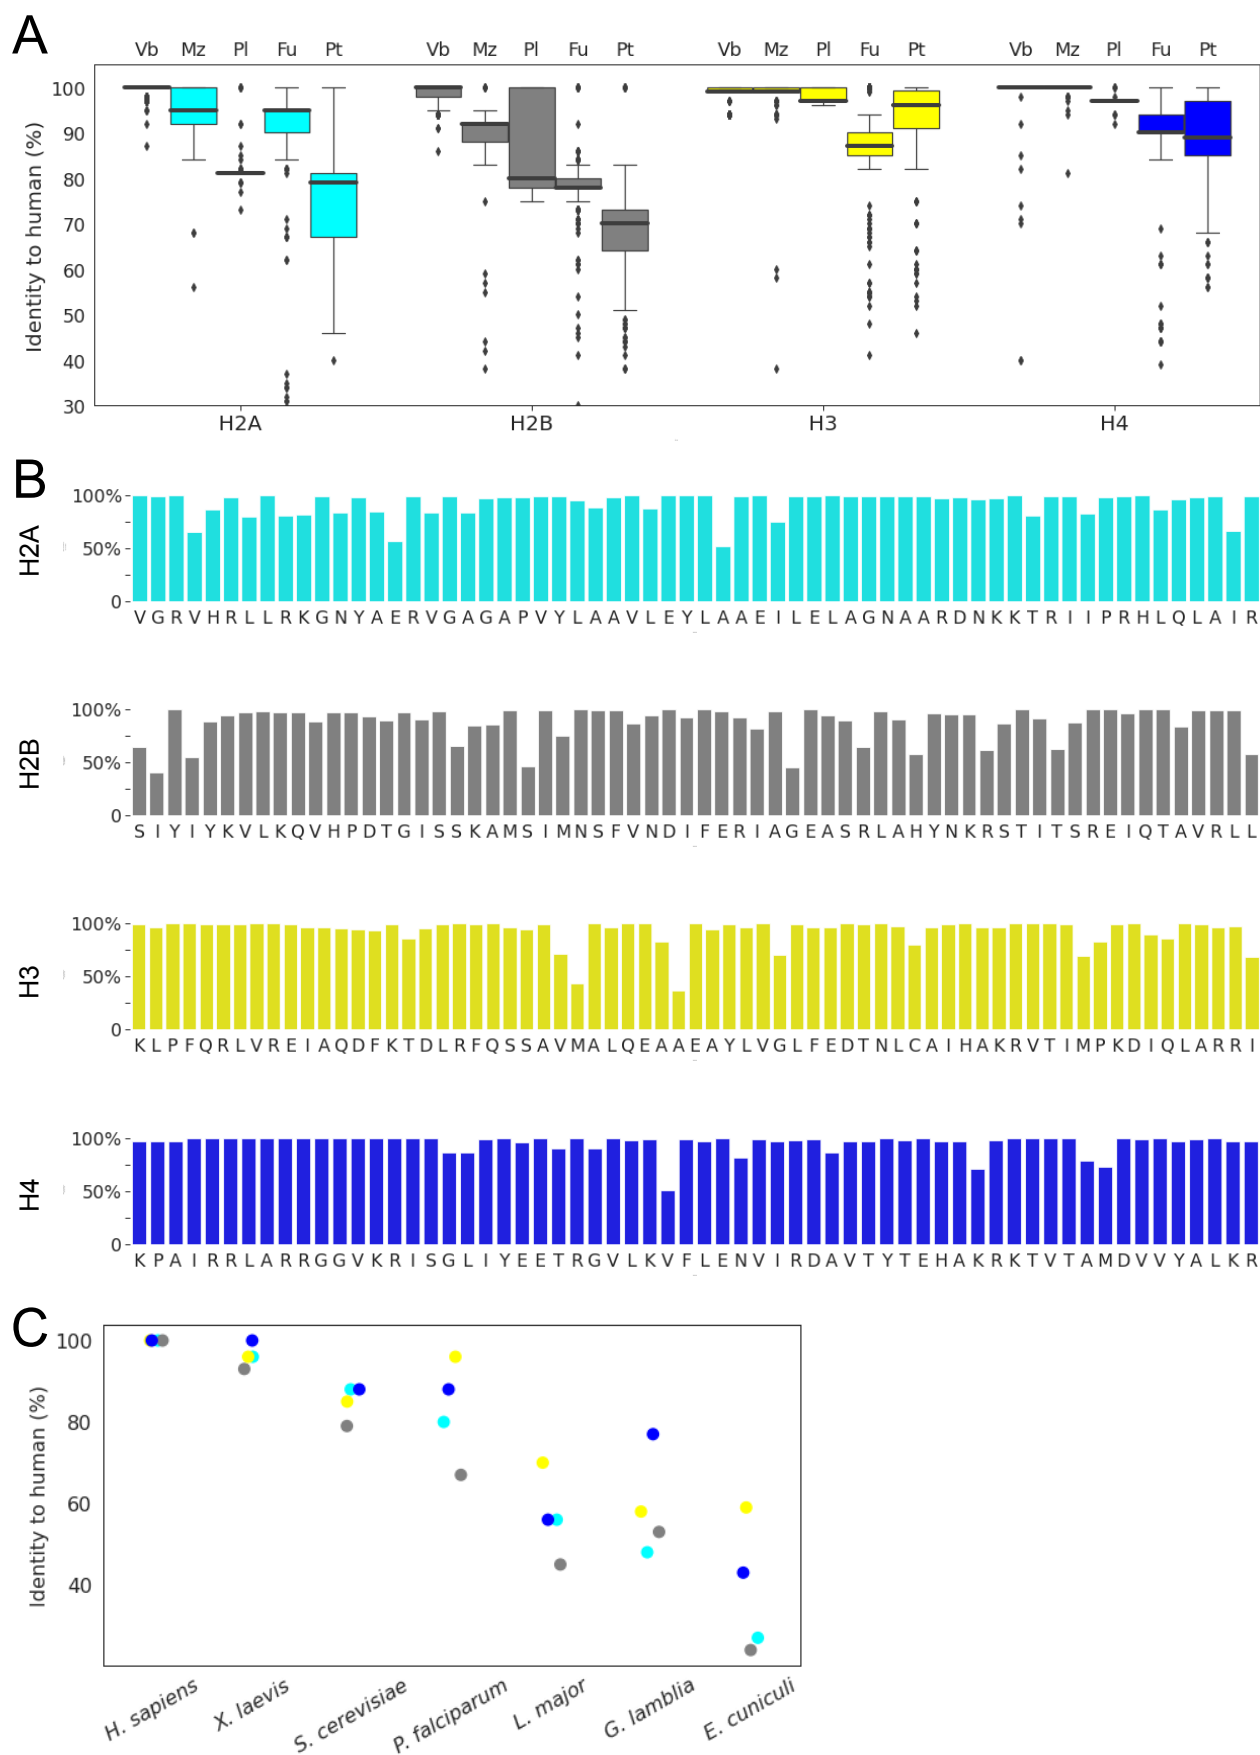 A
Vb Mz Pl Fu Pt Vb Mz Pl Fu Pt Vb Mz Pl Fu Pt Vb Mz Pl Fu Pt
100
90
80
70
60
50
40
30
Identity to human (%)
H2A H2B H3 H4
B
H2A
100%
50%
0
V G R V H R L L R K G N Y A E R V G A G A P V Y L A A V L E Y L A A E I L E L A G N A A R D N K K T R I I P R H L Q L A I R
H2B
100%
50%
0
S I Y I Y K V L K Q V H P D T G I S S K A M S I M N S F V N D I F E R I A G E A S R L A H Y N K R S T I T S R E I Q T A V R L L
H3
100%
50%
0
K L P F Q R L V R E I A Q D F K T D L R F Q S S A V M A L Q E A A E A Y L V G L F E D T N L C A I H A K R V T I M P K D I Q L A R R I
H4
100%
50%
0
K P A I R R L A R R G G V K R I S G L I Y E E T R G V L K V F L E N V I R D A V T Y T E H A K R K T V T A M D V V Y A L K R
C
100
80
60
40
Identity to human (%)
H. sapiens X. laevis S. cerevisiae P. falciparum L. major G. lamblia E. cuniculi